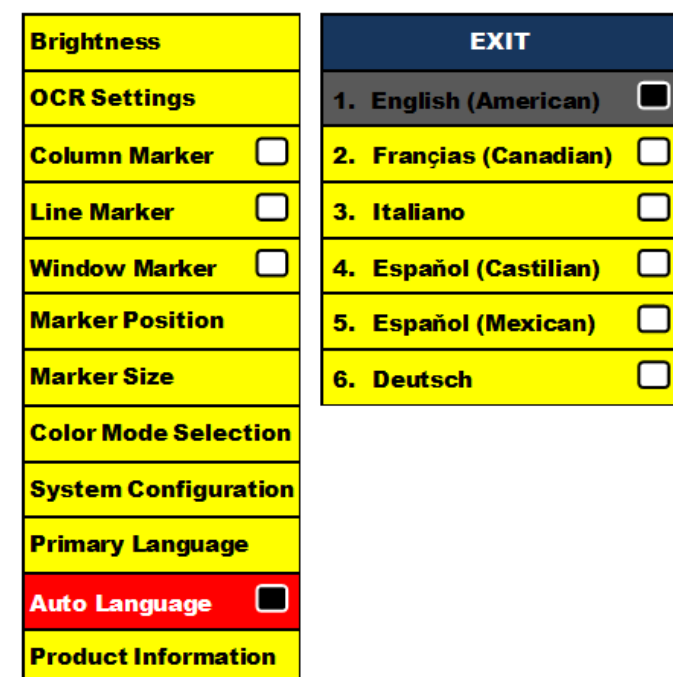 Brightness
OCR Settings
Column Marker
Line Marker
Window Marker
Marker Position
Marker Size
Color Mode Selection
System Configuration
Primary Language
Auto Language
Product Information
EXIT
1. English (American)
2. Françias (Canadian)
3. Italiano
4. Espaňol (Castilian)
5. Espaňol (Mexican)
6. Deutsch